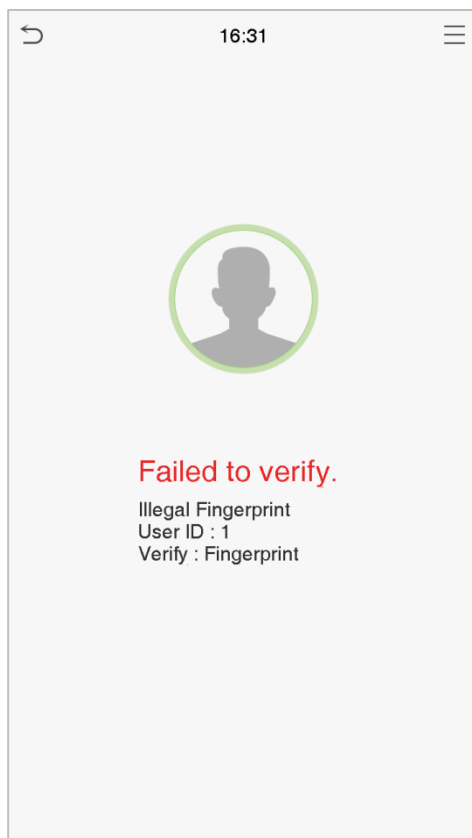 16:31
Failed to verify.
Illegal Fingerprint
User ID : 1
Verify : Fingerprint